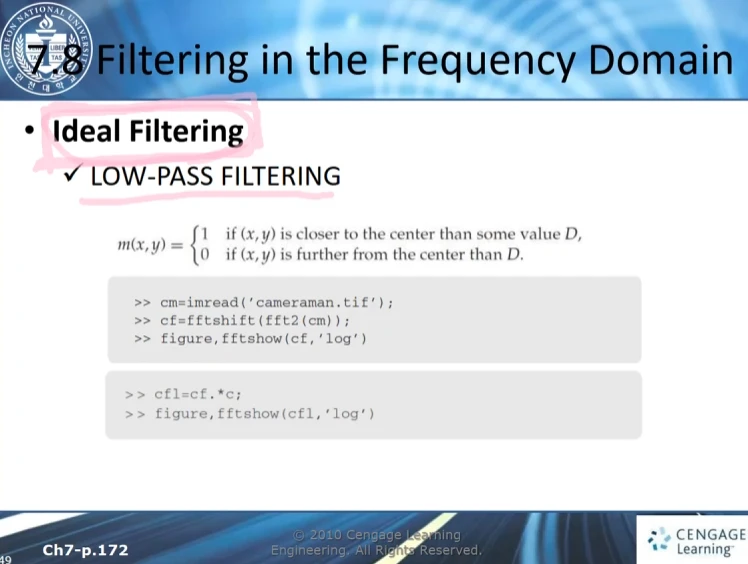 7.8 Filtering in the Frequency Domain
• Ideal Filtering
✓ LOW-PASS FILTERING
m(x,y) = { 1 if (x,y) is closer to the center than some value D,
0 if (x,y) is further from the center than D.
>> cm=imread('cameraman.tif');
>> cf=fftshift(fft2(cm));
>> figure,fftshow(cf,'log')
>> cfl=cf.*c;
>> figure,fftshow(cfl,'log')
49
Ch7-p.172
© 2010 Cengage Learning
Engineering. All Rights Reserved.
CENGAGE
Learning™